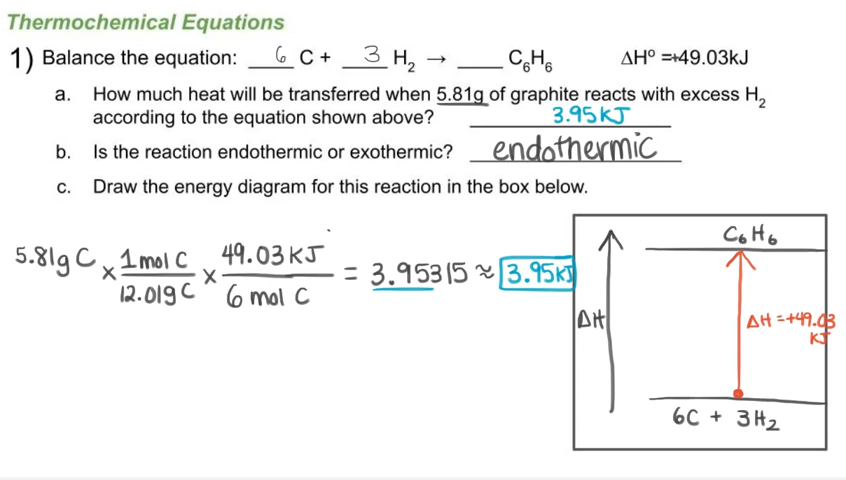 Thermochemical Equations
1) Balance the equation: __6__ C + __3__ H₂ → ____ C₆H₆ ΔH° =+49.03kJ
a. How much heat will be transferred when 5.81g of graphite reacts with excess H₂
according to the equation shown above? 3.95KJ
b. Is the reaction endothermic or exothermic? endothermic
c. Draw the energy diagram for this reaction in the box below.
5.81g C × 1 mol C / 12.019 C × 49.03 KJ / 6 mol C = 3.95315 ≈ 3.95KJ
C₆H₆
ΔH
ΔH = +49.03
KJ
6C + 3H₂